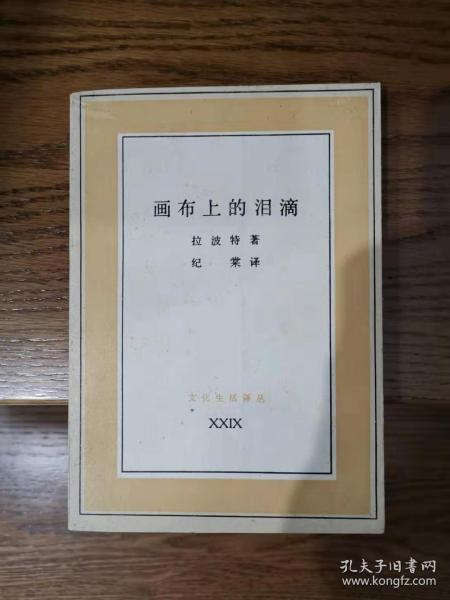 画布上的泪滴
拉波特著
纪棠译
文化生活译丛
XXIX
孔夫子旧书网
www.kongfz.com